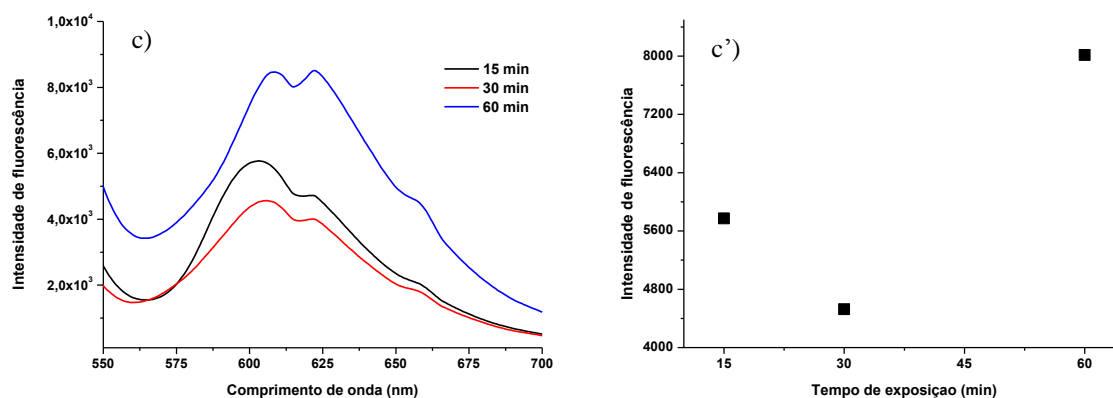 c)
15 min
30 min
60 min
1,0x10⁴
8,0x10³
6,0x10³
4,0x10³
2,0x10³
Intensidade de fluorescência
550 575 600 625 650 675 700
Comprimento de onda (nm)
c')
8000
7200
6400
5600
4800
4000
Intensidade de fluorescência
15 30 45 60
Tempo de exposiçao (min)